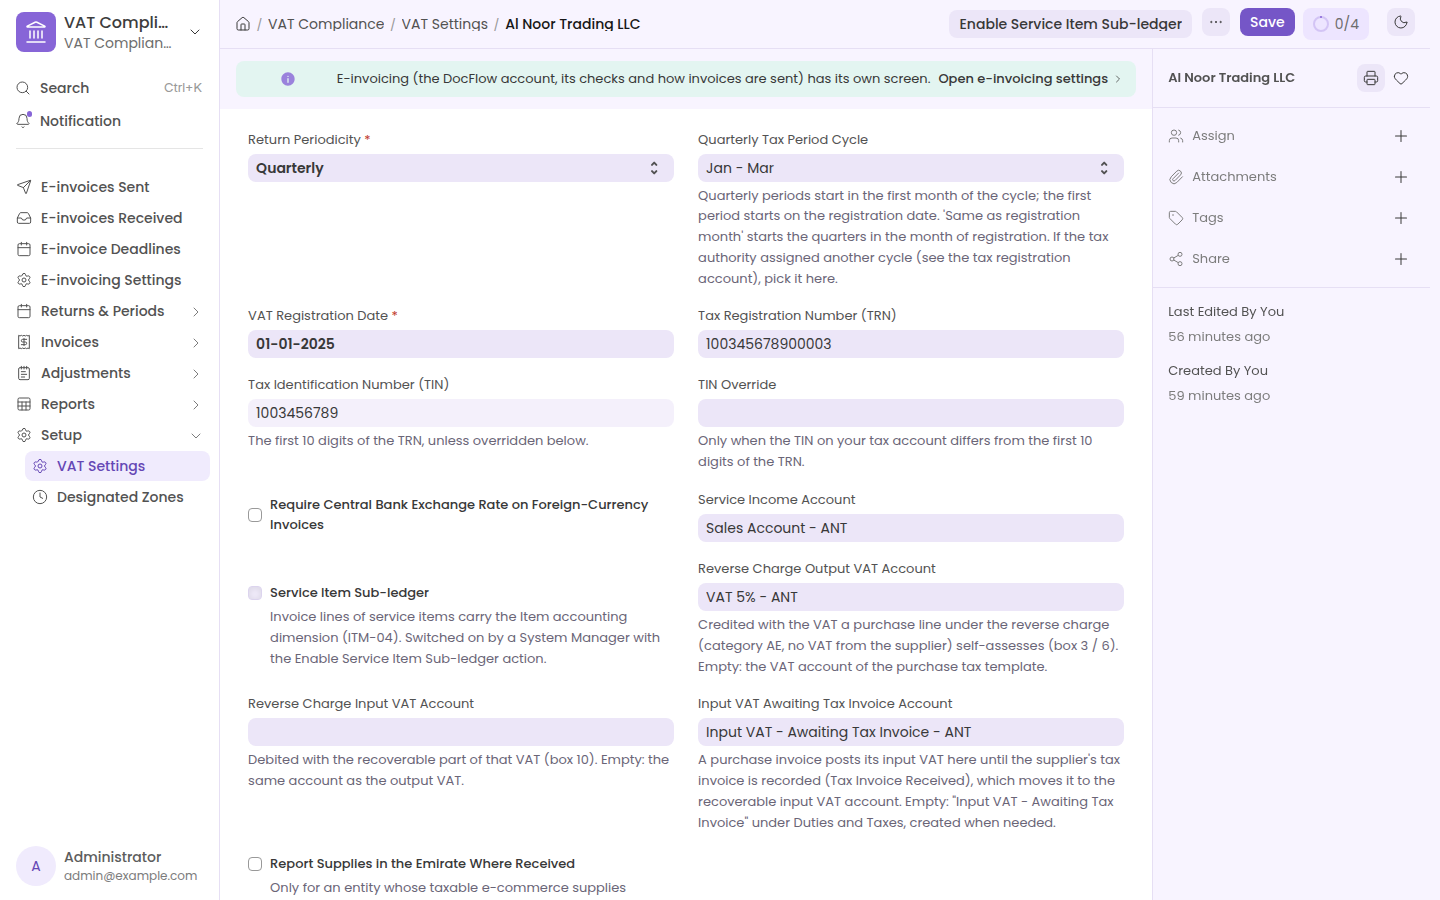 VAT Compli...
VAT Complian...
Search
Ctrl+K
Notification
E-invoices Sent
E-invoices Received
E-invoice Deadlines
E-invoicing Settings
Returns & Periods
Invoices
Adjustments
Reports
Setup
VAT Settings
Designated Zones
A
Administrator
admin@example.com
/ VAT Compliance / VAT Settings / Al Noor Trading LLC
Enable Service Item Sub-ledger
...
Save
0/4
E-invoicing (the DocFlow account, its checks and how invoices are sent) has its own screen. Open e-invoicing settings
Return Periodicity *
Quarterly
Quarterly Tax Period Cycle
Jan - Mar
Quarterly periods start in the first month of the cycle; the first
period starts on the registration date. 'Same as registration
month' starts the quarters in the month of registration. If the tax
authority assigned another cycle (see the tax registration
account), pick it here.
VAT Registration Date *
01-01-2025
Tax Registration Number (TRN)
100345678900003
Tax Identification Number (TIN)
1003456789
The first 10 digits of the TRN, unless overridden below.
TIN Override
Only when the TIN on your tax account differs from the first 10
digits of the TRN.
Require Central Bank Exchange Rate on Foreign-Currency
Invoices
Service Income Account
Sales Account - ANT
Service Item Sub-ledger
Invoice lines of service items carry the Item accounting
dimension (ITM-04). Switched on by a System Manager with
the Enable Service Item Sub-ledger action.
Reverse Charge Output VAT Account
VAT 5% - ANT
Credited with the VAT a purchase line under the reverse charge
(category AE, no VAT from the supplier) self-assesses (box 3 / 6).
Empty: the VAT account of the purchase tax template.
Reverse Charge Input VAT Account
Debited with the recoverable part of that VAT (box 10). Empty: the
same account as the output VAT.
Input VAT Awaiting Tax Invoice Account
Input VAT - Awaiting Tax Invoice - ANT
A purchase invoice posts its input VAT here until the supplier's tax
invoice is recorded (Tax Invoice Received), which moves it to the
recoverable input VAT account. Empty: "Input VAT - Awaiting Tax
Invoice" under Duties and Taxes, created when needed.
Report Supplies in the Emirate Where Received
Only for an entity whose taxable e-commerce supplies
Al Noor Trading LLC
Assign
Attachments
Tags
Share
Last Edited By You
56 minutes ago
Created By You
59 minutes ago